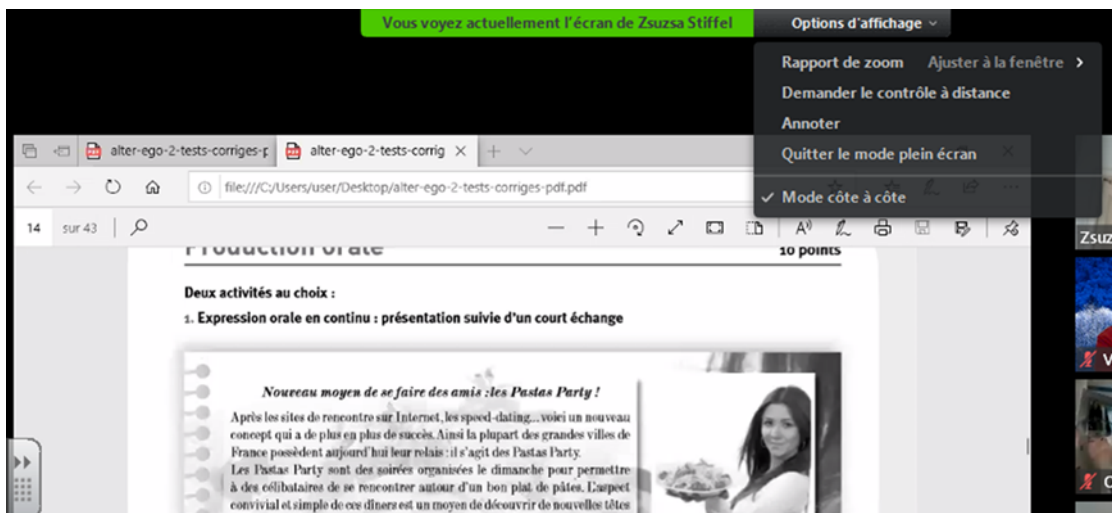 Vous voyez actuellement l'écran de Zsuzsa Stiffel
Options d'affichage
Rapport de zoom Ajuster à la fenêtre
Demander le contrôle à distance
Annoter
Quitter le mode plein écran
Mode côte à côte
alter-ego-2-tests-corriges-p
alter-ego-2-tests-corrig
file:///C:/Users/user/Desktop/alter-ego-2-tests-corriges-pdf.pdf
14 sur 43
Zsuz
Production orale 10 points
Deux activités au choix :
1. Expression orale en continu : présentation suivie d'un court échange
V
Nouveau moyen de se faire des amis :les Pastas Party !
Après les sites de rencontre sur Internet, les speed-dating... voici un nouveau
concept qui a de plus en plus de succès. Ainsi la plupart des grandes villes de
France possèdent aujourd'hui leur relais : il s'agit des Pastas Party.
Les Pastas Party sont des soirées organisées le dimanche pour permettre
à des célibataires de se rencontrer autour d'un bon plat de pâtes. L'aspect
convivial et simple de ces dîners est un moyen de découvrir de nouvelles têtes